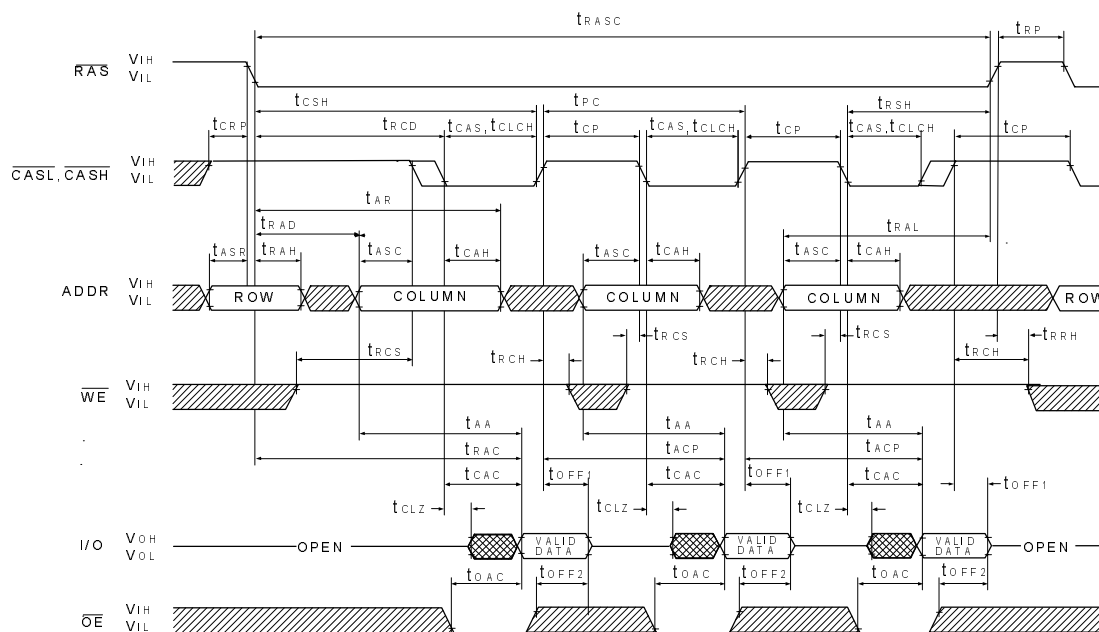 tRASC
tRP
RAS VIH
VIL
tCSH tPC tRSH
tCRP tRCD tCAS, tCLCH tCP tCAS, tCLCH tCP tCAS, tCLCH tCP
CASL, CASH VIH
VIL
tAR
tRAD tRAL
tASR tRAH tASC tCAH tASC tCAH tASC tCAH
ADDR VIH
VIL
ROW COLUMN COLUMN COLUMN ROW
tRCS tRCS tRRH
tRCS tRCH tRCH tRCH
WE VIH
VIL
tAA tAA tAA
tRAC tACP tACP
tCAC tOFF1 tCAC tOFF1 tCAC tOFF1
tCLZ tCLZ tCLZ
I/O VOH
VOL
OPEN VALID DATA VALID DATA VALID DATA OPEN
tOAC tOFF2 tOAC tOFF2 tOAC tOFF2
OE VIH
VIL